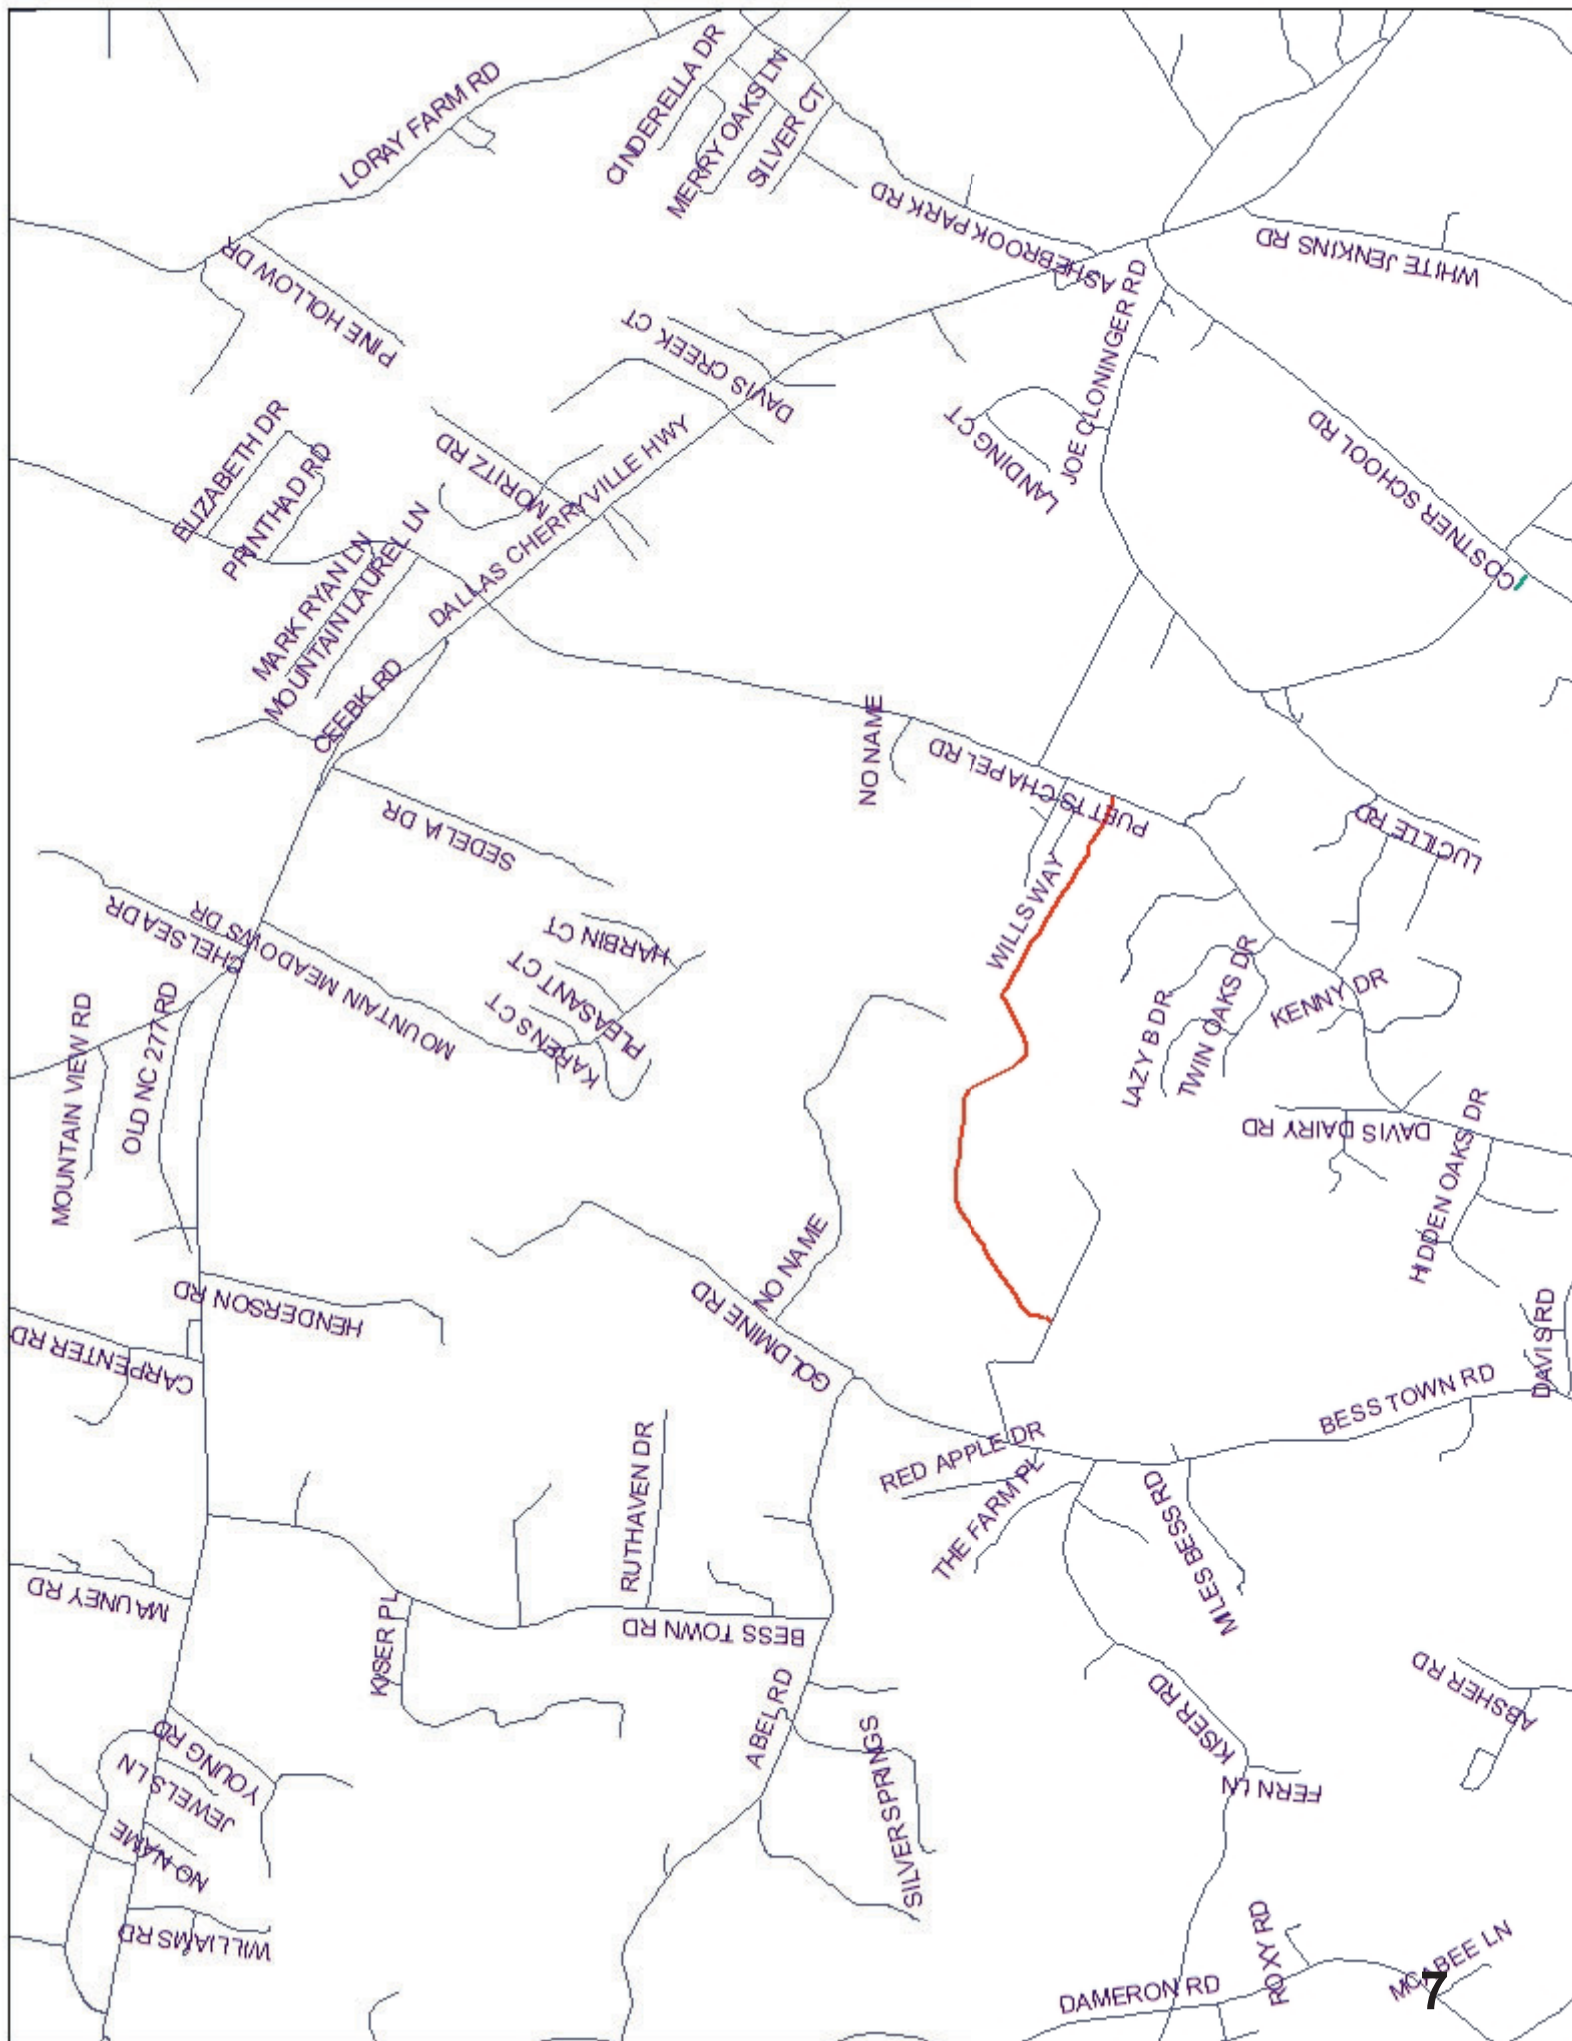 LORAY FARM RD
CINDERELLA DR
MERRY OAKS LN
SILVER CT
ASHEBROOK PARK RD
WHITE JENKINS RD
PINE HOLLOW DR
DAVIS CREEK CT
JOE CLONINGER RD
LANDING CT
COSTNER SCHOOL RD
ELIZABETH DR
PRINTHAD RD
MORITZ RD
DALLAS CHERRYVILLE HWY
MARK RYAN LN
MOUNTAIN LAUREL LN
CEEBK RD
NO NAME
PUETTS CHAPEL RD
SEDELIA DR
LUCILLE RD
WILLS WAY
CHELSEA DR
MOUNTAIN MEADOWS DR
HARBIN CT
PLEASANT CT
KARENS CT
MOUNTAIN VIEW RD
OLD NC 277 RD
LAZY B DR
TWIN OAKS DR
KENNY DR
DAVIS DAIRY RD
HIDDEN OAKS DR
NO NAME
GOLDMINE RD
HENDERSON RD
CARPENTER RD
DAVIS RD
BESS TOWN RD
RED APPLE DR
THE FARM PL
MILES BESS RD
RUTHAVEN DR
MAUNEY RD
KISER PL
BESS TOWN RD
ABEL RD
KISER RD
ABSHER RD
YOUNG RD
JEWELS LN
NO NAME
SILVER SPRINGS
FERN LN
WILLIAMS RD
DAMERON RD
ROXY RD
MCABEE LN
7